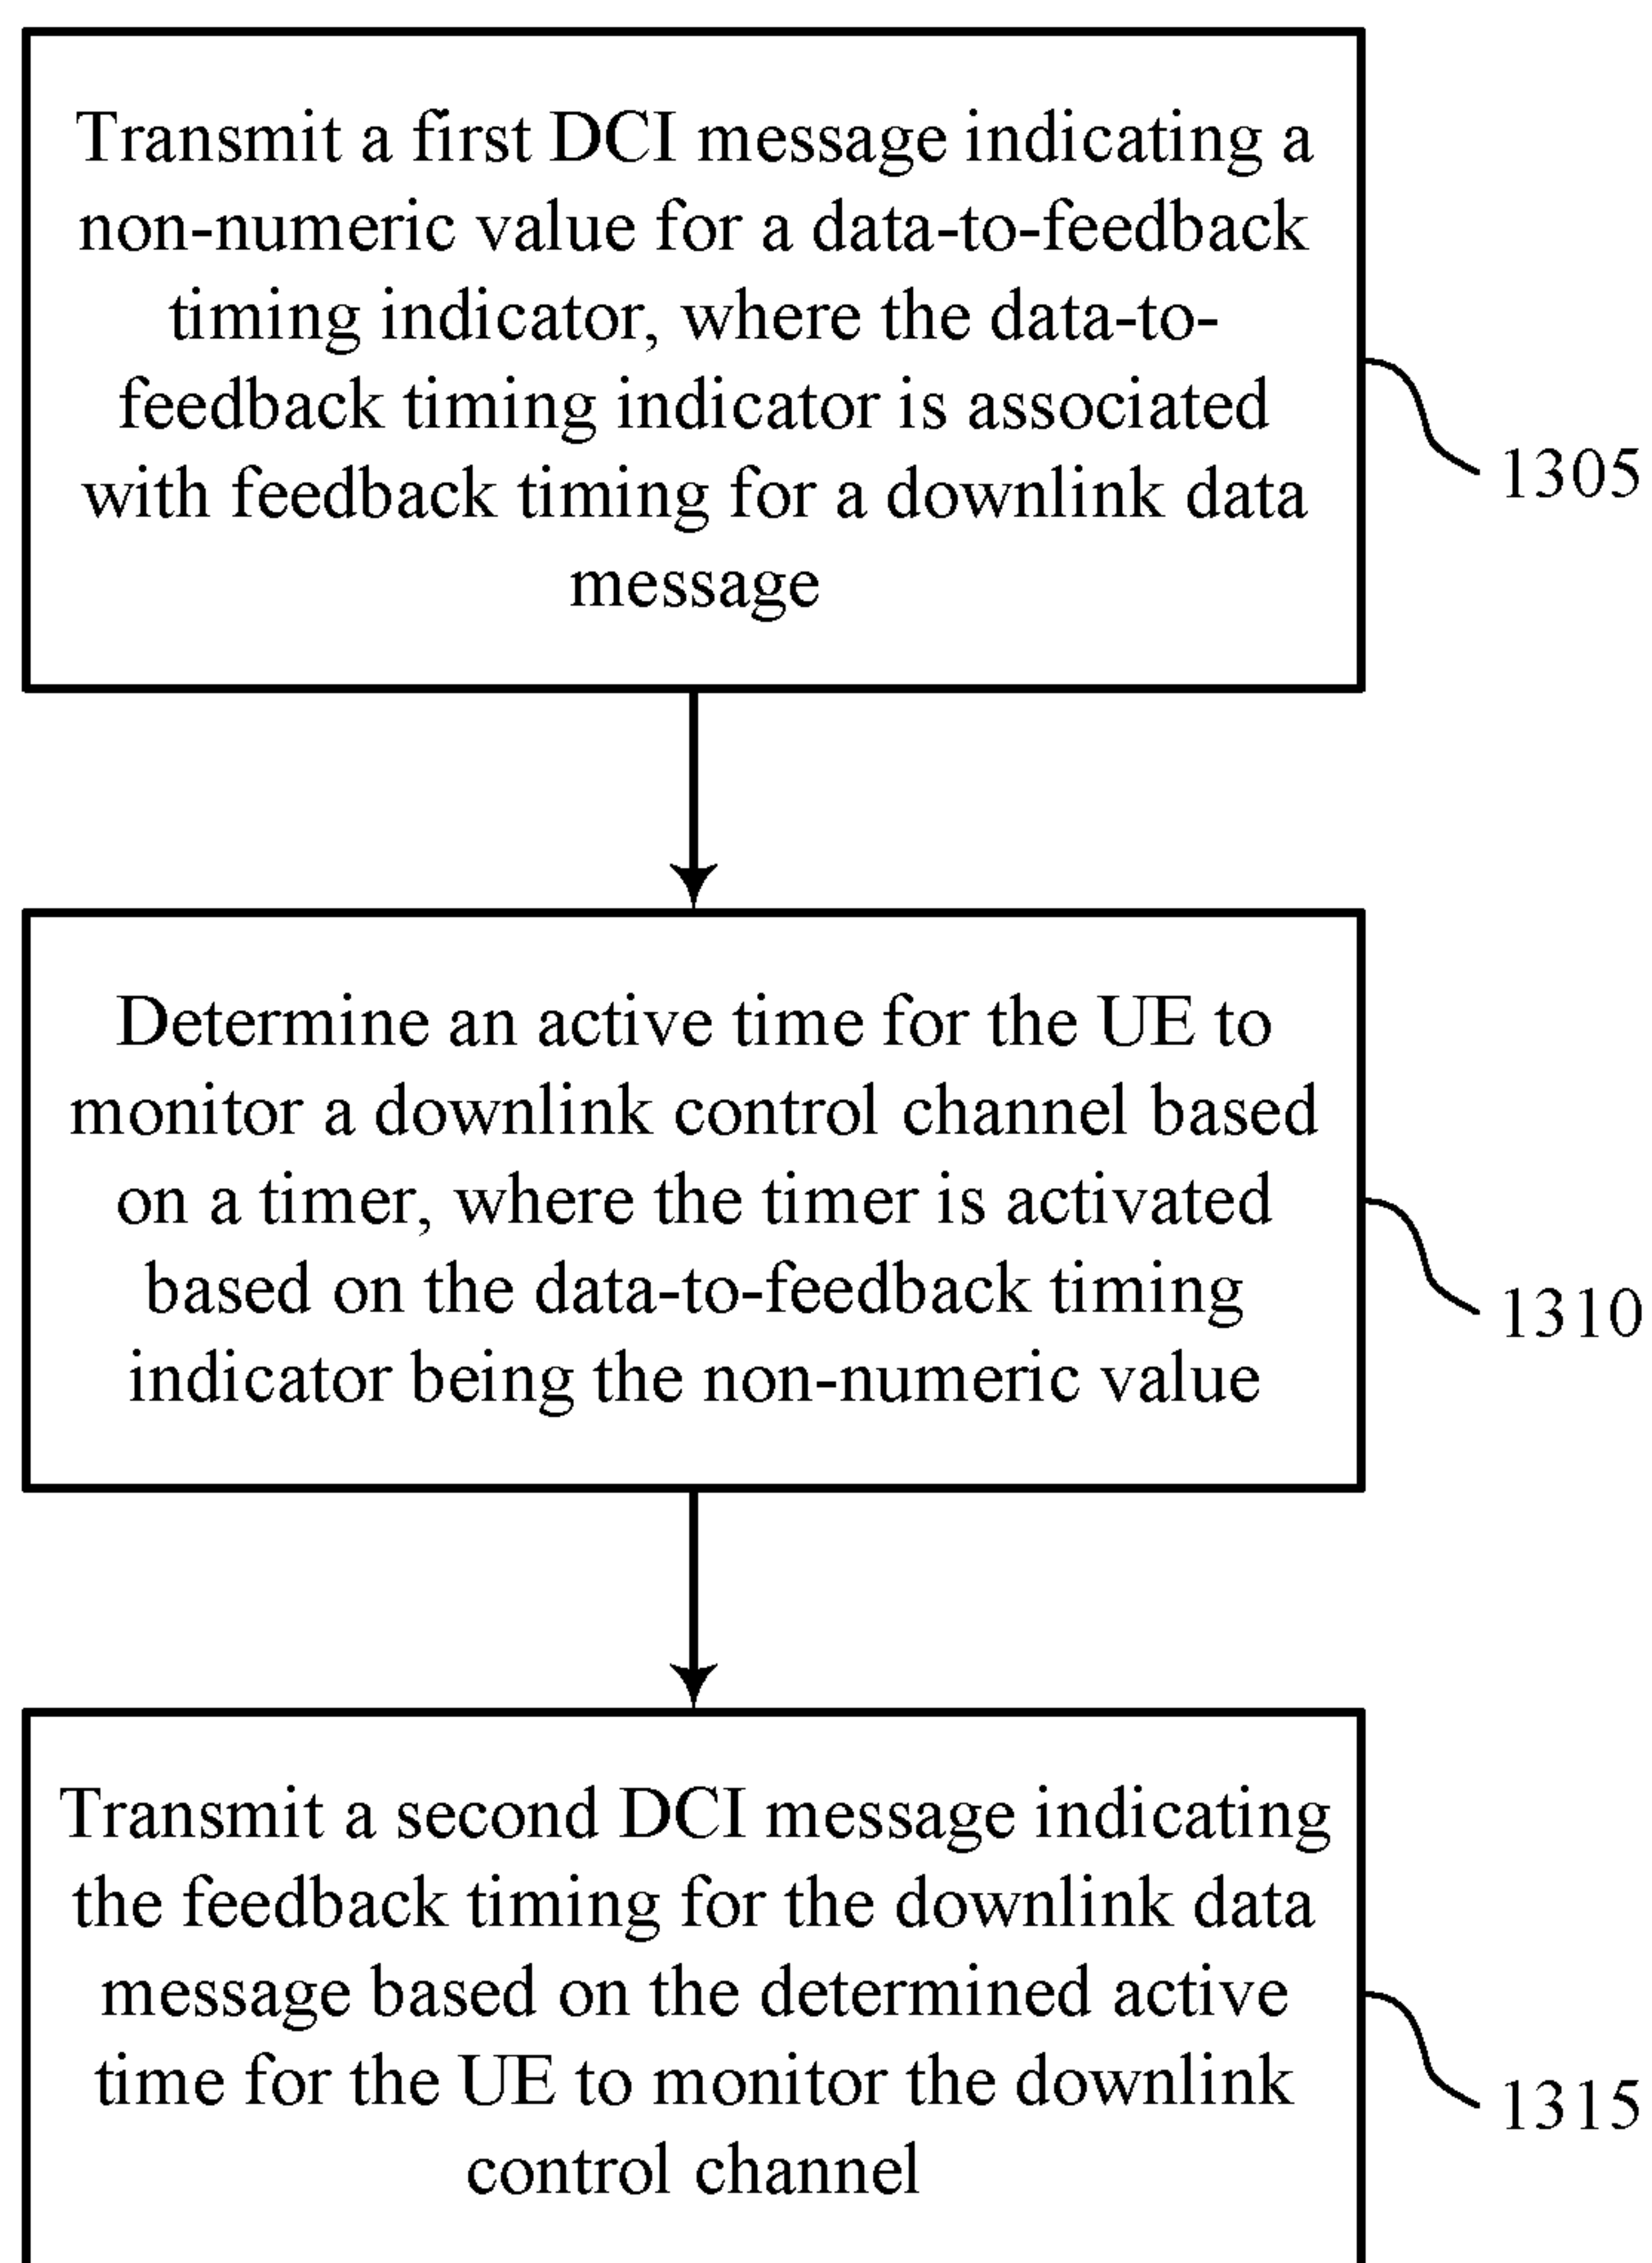 Transmit a first DCI message indicating a
non-numeric value for a data-to-feedback
timing indicator, where the data-to-
feedback timing indicator is associated
with feedback timing for a downlink data
message
1305
Determine an active time for the UE to
monitor a downlink control channel based
on a timer, where the timer is activated
based on the data-to-feedback timing
indicator being the non-numeric value
1310
Transmit a second DCI message indicating
the feedback timing for the downlink data
message based on the determined active
time for the UE to monitor the downlink
control channel
1315